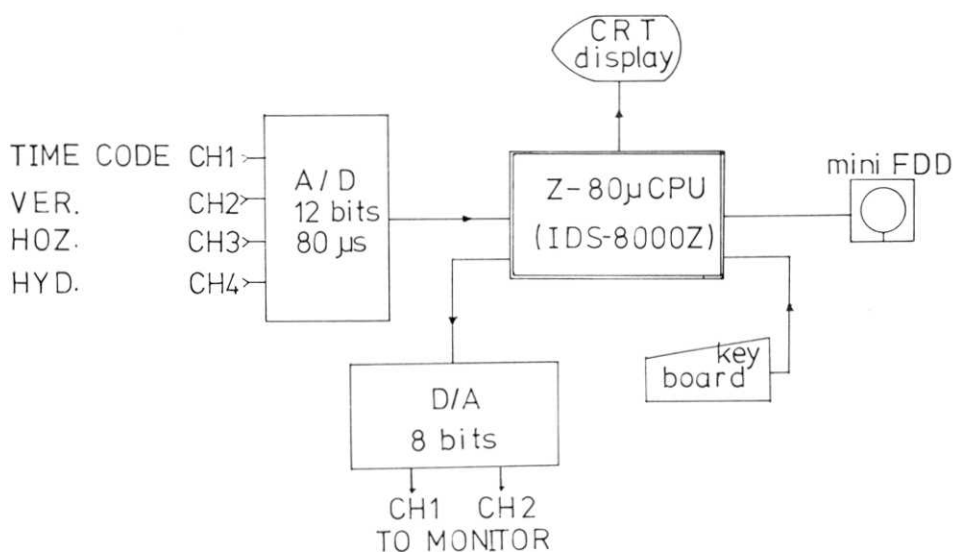 CRT
display
TIME CODE CH1
VER. CH2
HOZ. CH3
HYD. CH4
A/D
12 bits
80 µs
Z-80µCPU
(IDS-8000Z)
mini FDD
key
board
D/A
8 bits
CH1 CH2
TO MONITOR